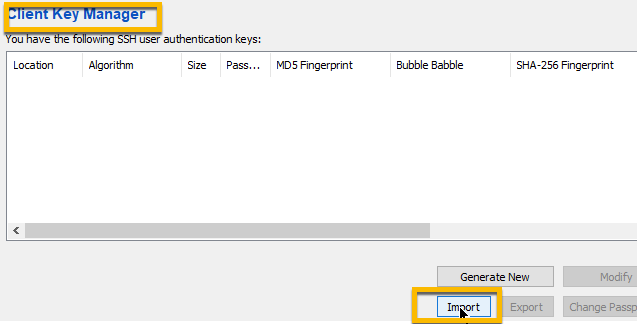 Client Key Manager
You have the following SSH user authentication keys:
Location Algorithm Size Pass... MD5 Fingerprint Bubble Babble SHA-256 Fingerprint
Generate New Modify
Import Export Change Passp